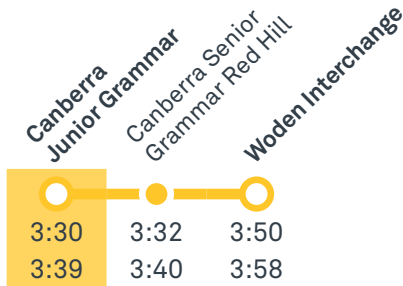 Canberra
Junior Grammar
Canberra Senior
Grammar Red Hill
Woden Interchange
3:30 3:32 3:50
3:39 3:40 3:58